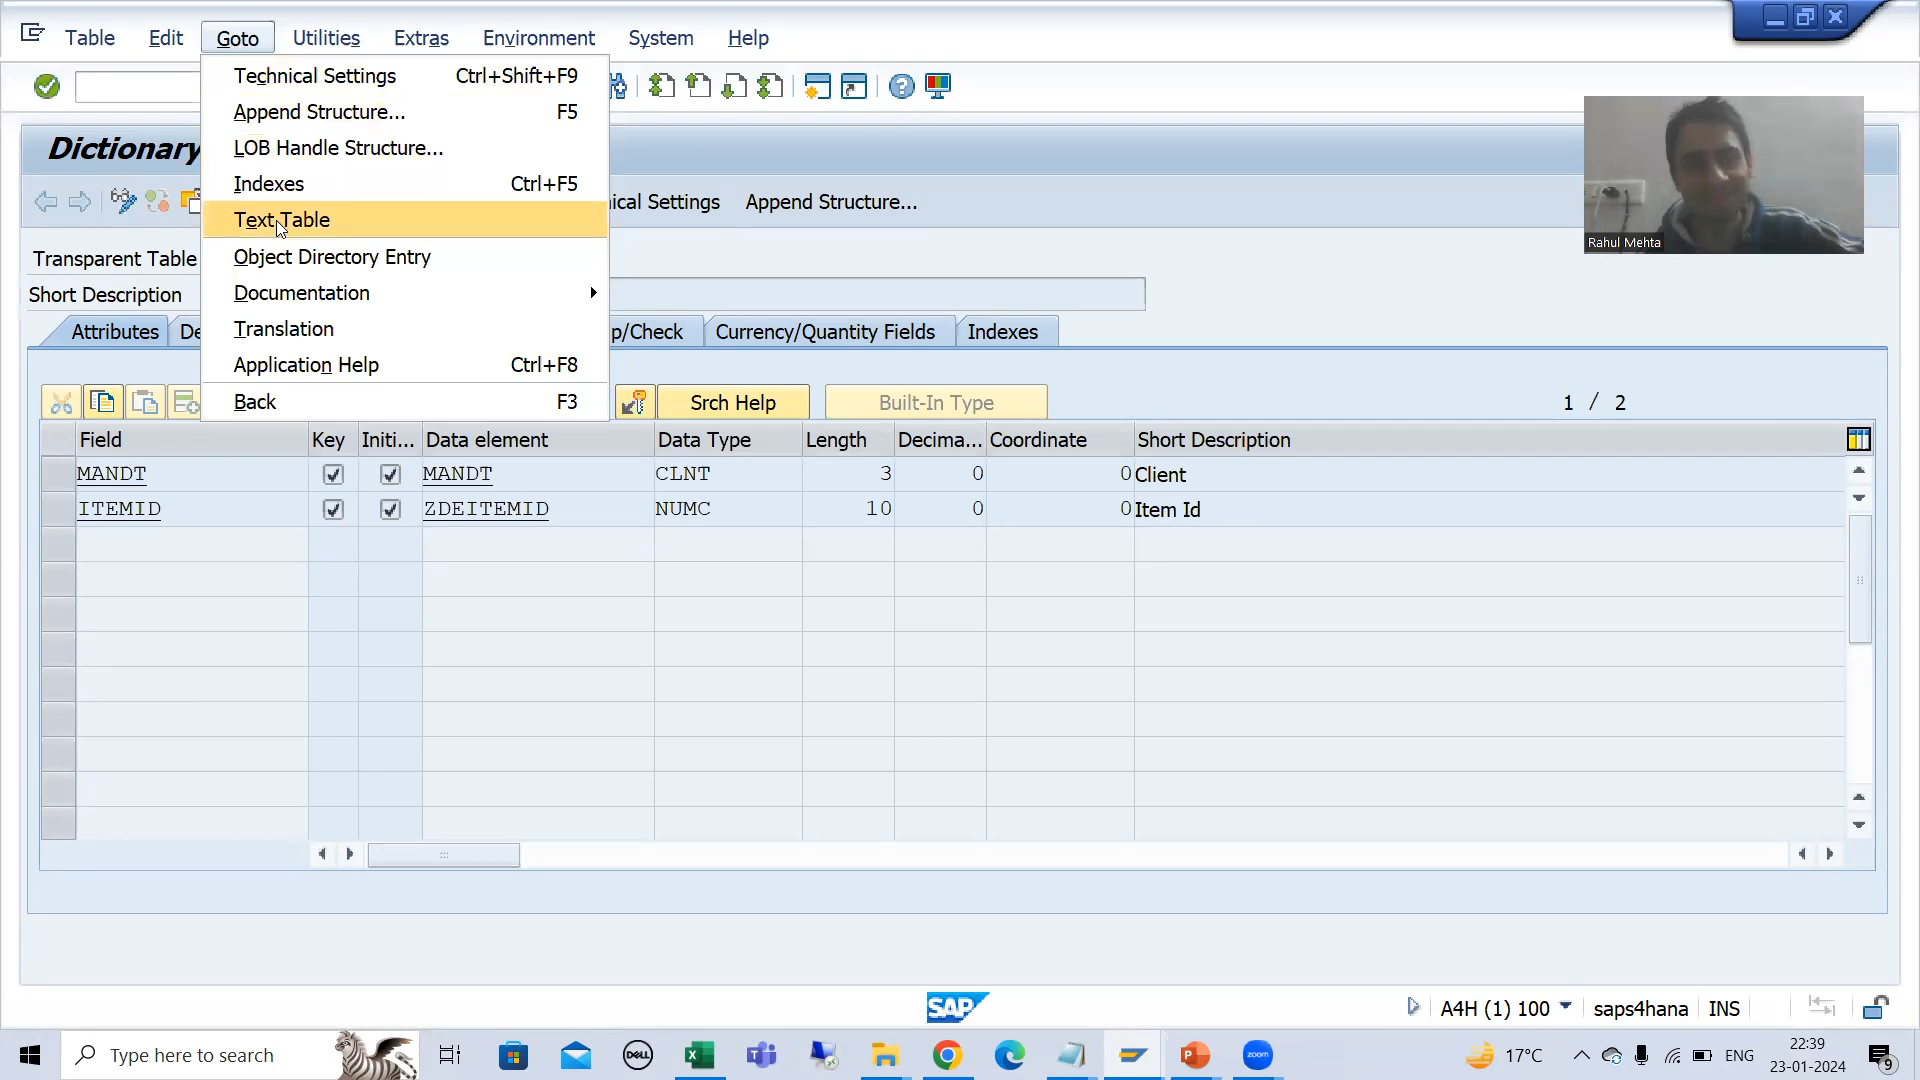 Table Edit Goto Utilities Extras Environment System Help
Technical Settings Ctrl+Shift+F9
Append Structure... F5
LOB Handle Structure...
Indexes Ctrl+F5
Text Table
Object Directory Entry
Documentation
Translation
Application Help Ctrl+F8
Back F3
Dictionary
ical Settings Append Structure...
Rahul Mehta
Transparent Table
Short Description
Attributes De p/Check Currency/Quantity Fields Indexes
Srch Help Built-In Type 1 / 2
Field Key Initi... Data element Data Type Length Decima... Coordinate Short Description
MANDT MANDT CLNT 3 0 0 Client
ITEMID ZDEITEMID NUMC 10 0 0 Item Id
SAP
A4H (1) 100 saps4hana INS
Type here to search
DELL
zoom
17°C
ENG
22:39
23-01-2024
9